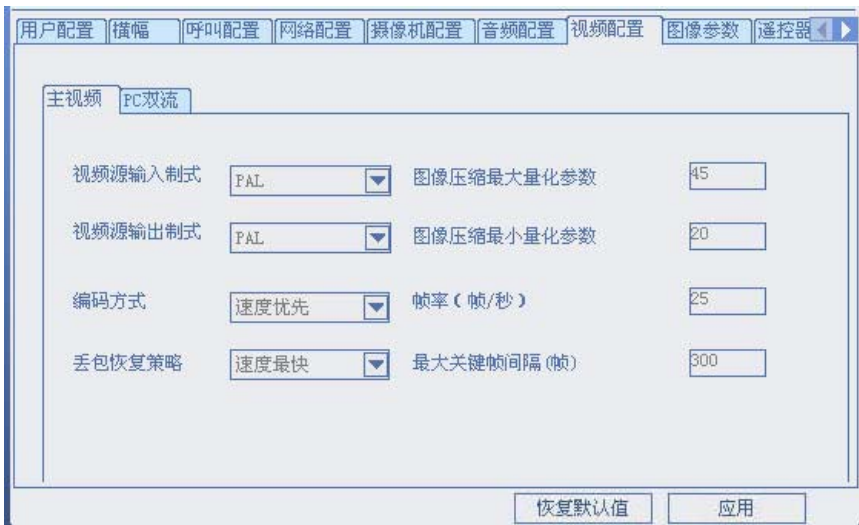 用户配置 横幅 呼叫配置 网络配置 摄像机配置 音频配置 视频配置 图像参数 遥控器
主视频 PC双流
视频源输入制式 PAL 图像压缩最大量化参数 45
视频源输出制式 PAL 图像压缩最小量化参数 20
编码方式 速度优先 帧率(帧/秒) 25
丢包恢复策略 速度最快 最大关键帧间隔(帧) 300
恢复默认值 应用